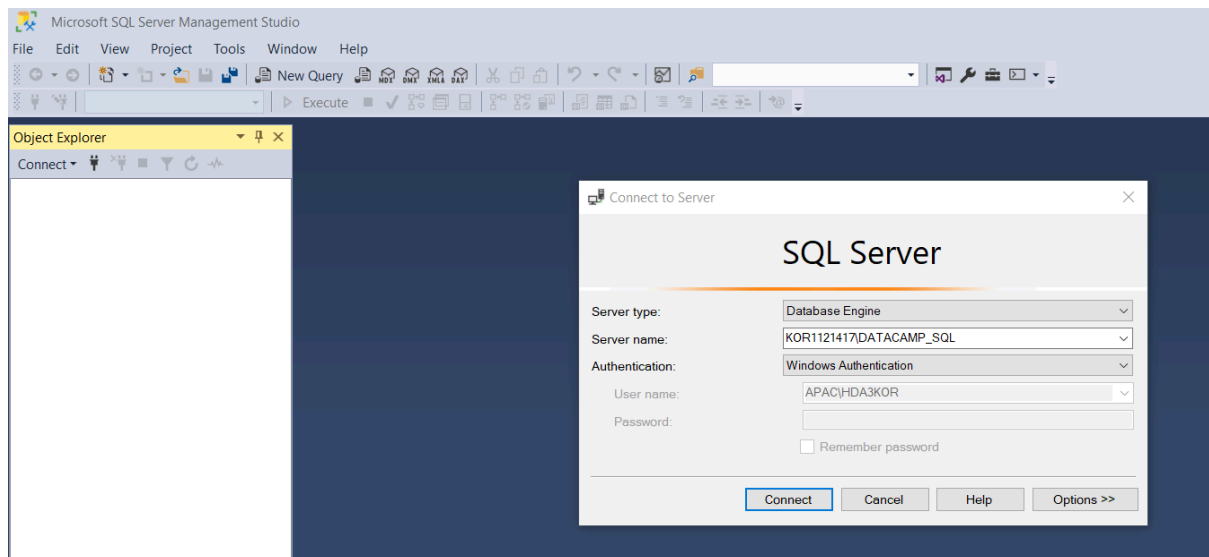 Microsoft SQL Server Management Studio
File Edit View Project Tools Window Help
New Query MDX DMX XMLA DAX
Execute
Object Explorer
Connect
Connect to Server
SQL Server
Server type: Database Engine
Server name: KOR1121417\DATACAMP_SQL
Authentication: Windows Authentication
User name: APAC\HDA3KOR
Password:
Remember password
Connect Cancel Help Options >>